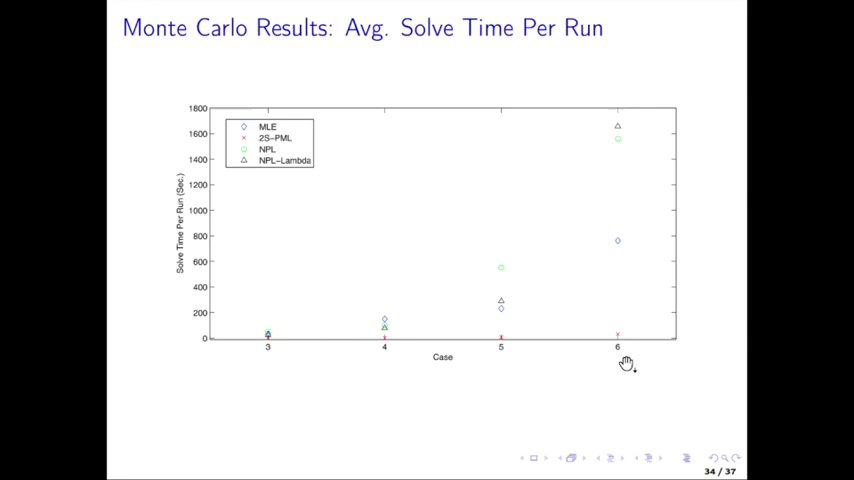 Monte Carlo Results: Avg. Solve Time Per Run
1800
1600
1400
1200
1000
800
600
400
200
0
Solve Time Per Run (Sec.)
MLE
2S-PML
NPL
NPL-Lambda
3 4 5 6
Case
34 / 37